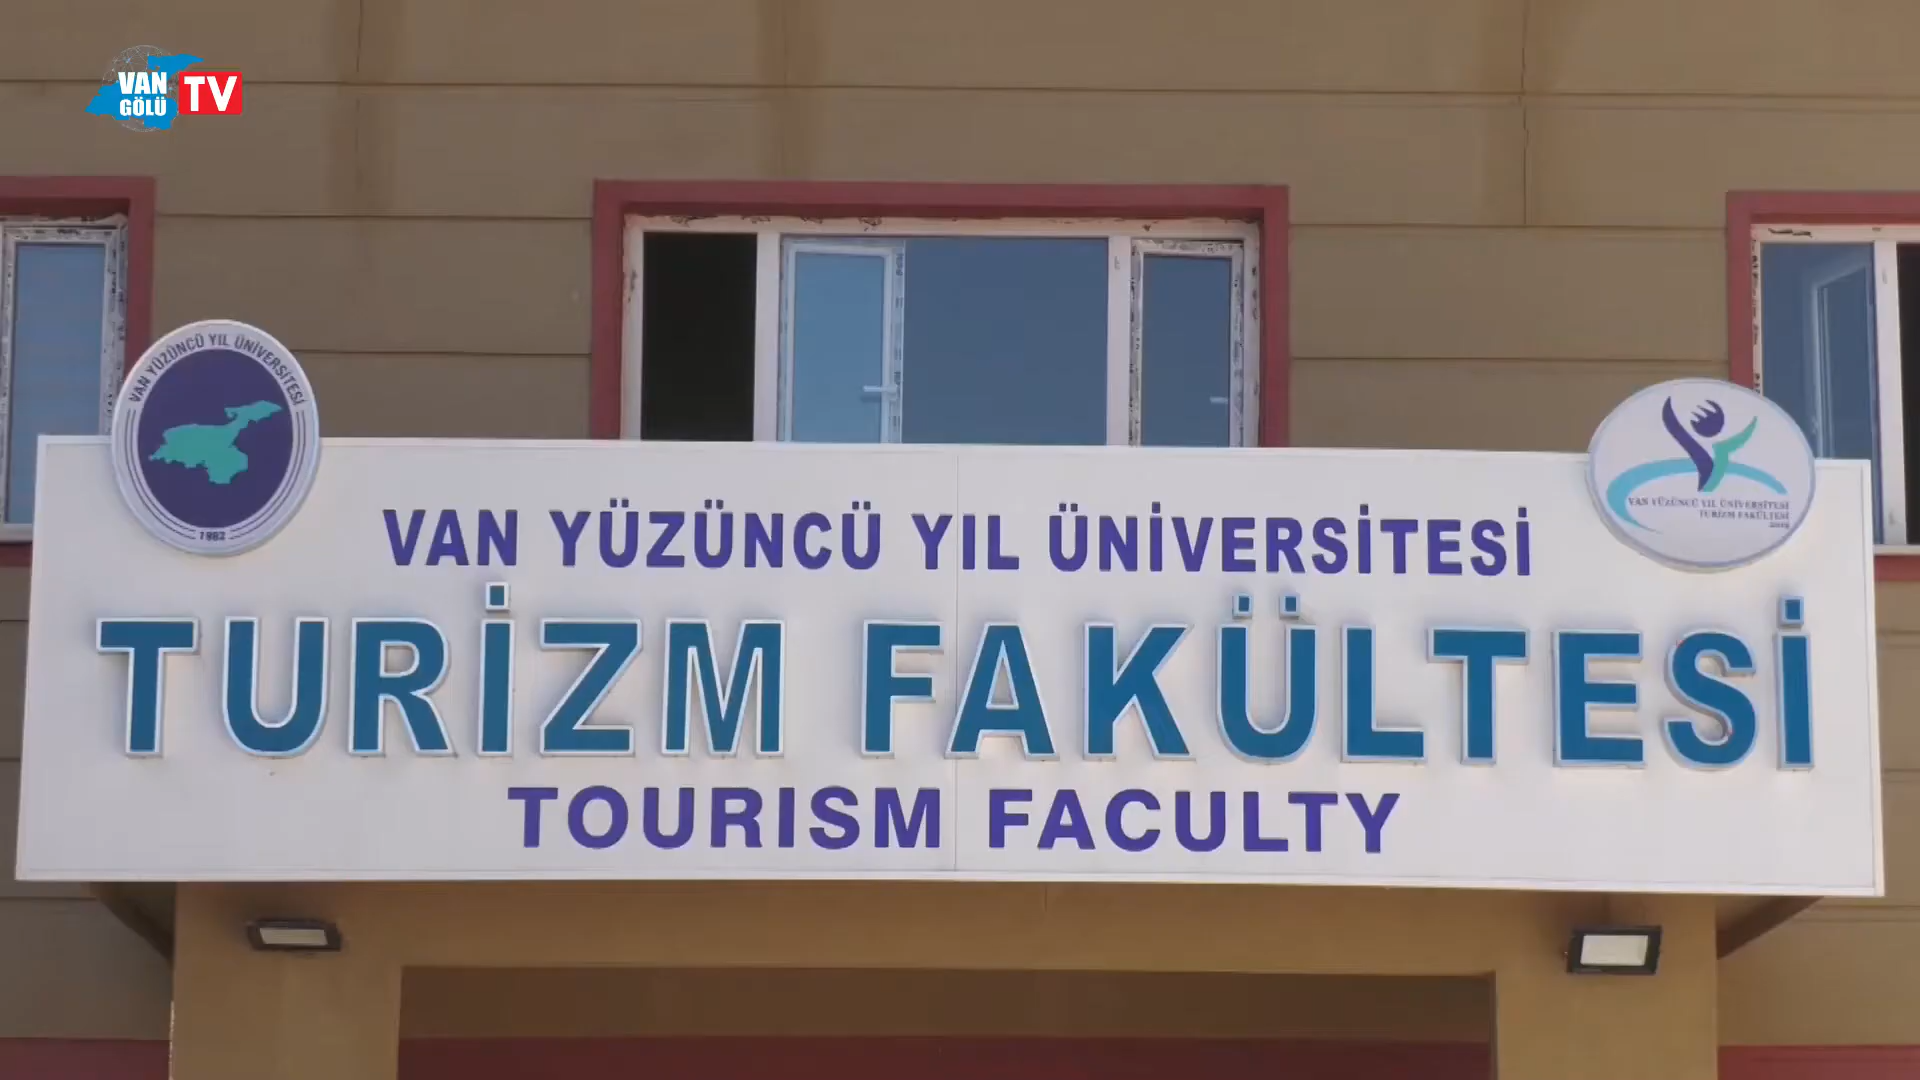 VAN
GÖLÜ
TV
VAN YÜZÜNCÜ YIL ÜNİVERSİTESİ
1982
VAN YÜZÜNCÜ YIL ÜNİVERSİTESİ
TURİZM FAKÜLTESİ
VAN YÜZÜNCÜ YIL ÜNİVERSİTESİ
TURİZM FAKÜLTESİ
TOURISM FACULTY